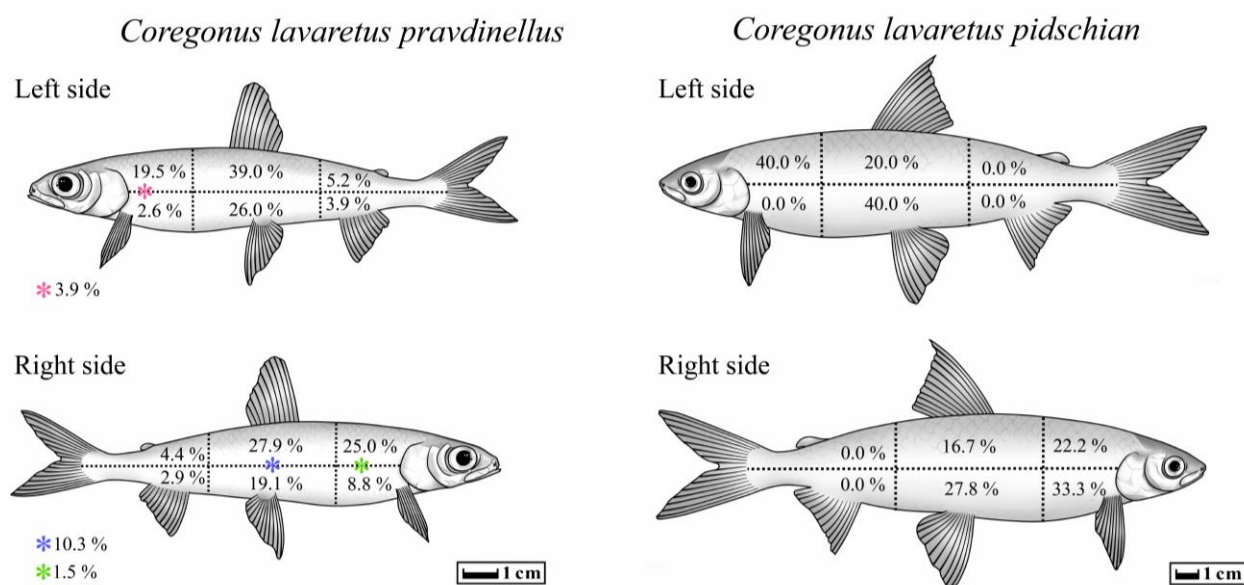 Coregonus lavaretus pravdinellus
Left side
19.5 % 39.0 % 5.2 %
2.6 % 26.0 % 3.9 %
* 3.9 %
Right side
4.4 % 27.9 % 25.0 %
2.9 % 19.1 % 8.8 %
* 10.3 %
* 1.5 %
1 cm
Coregonus lavaretus pidschian
Left side
40.0 % 20.0 % 0.0 %
0.0 % 40.0 % 0.0 %
Right side
0.0 % 16.7 % 22.2 %
0.0 % 27.8 % 33.3 %
1 cm